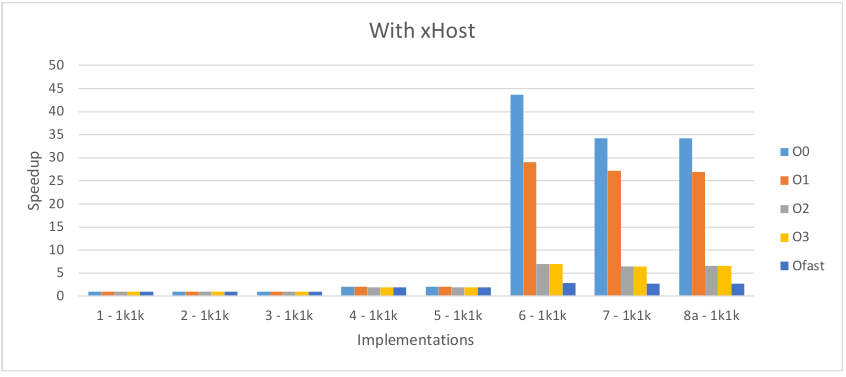 With xHost
50
45
40
35
30
25
20
15
10
5
0
Speedup
1 - 1k1k
2 - 1k1k
3 - 1k1k
4 - 1k1k
5 - 1k1k
6 - 1k1k
7 - 1k1k
8a - 1k1k
Implementations
O0
O1
O2
O3
Ofast